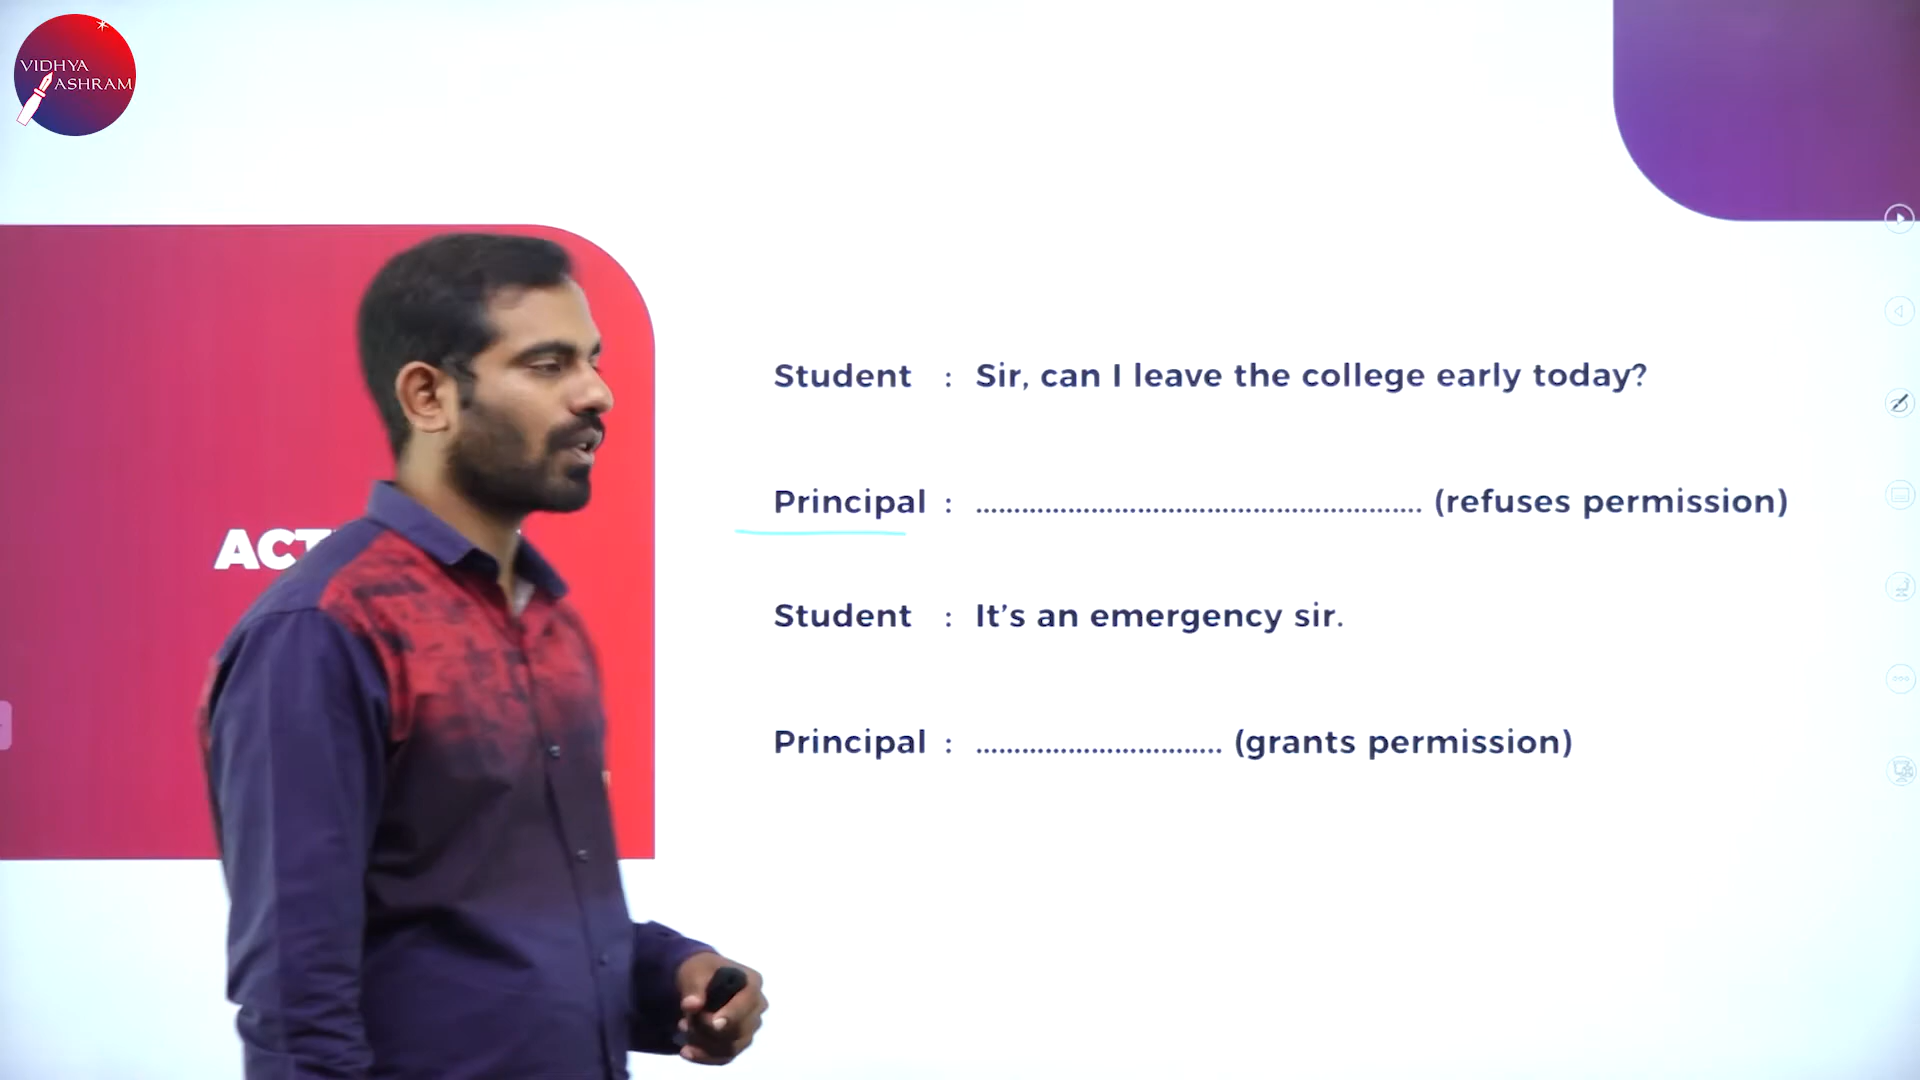 VIDHYA
ASHRAM
Student : Sir, can I leave the college early today?
Principal : .......................................................... (refuses permission)
ACT
Student : It's an emergency sir.
Principal : ................................ (grants permission)